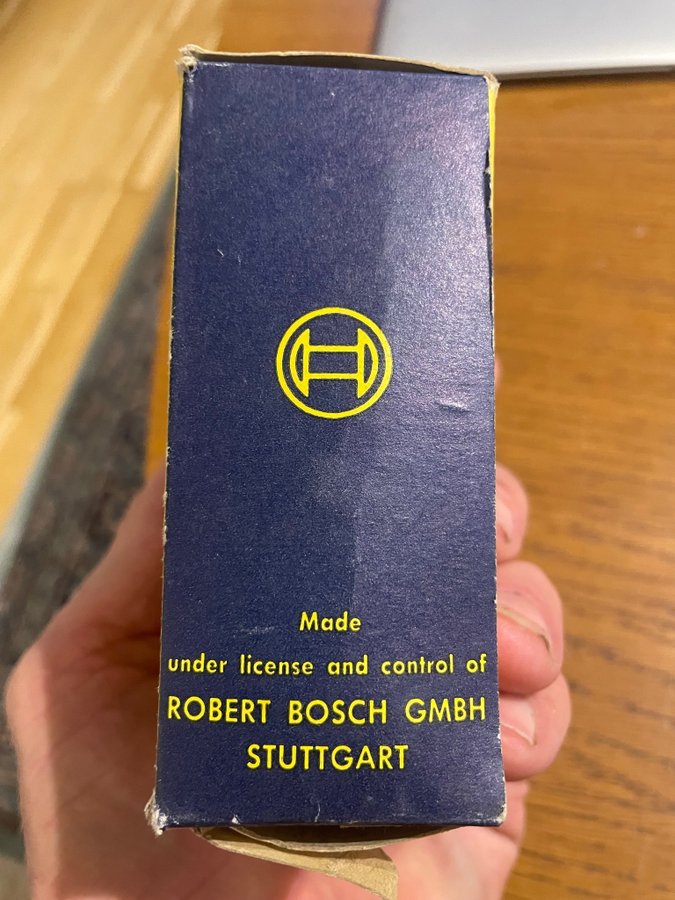 Made
under license and control of
ROBERT BOSCH GMBH
STUTTGART